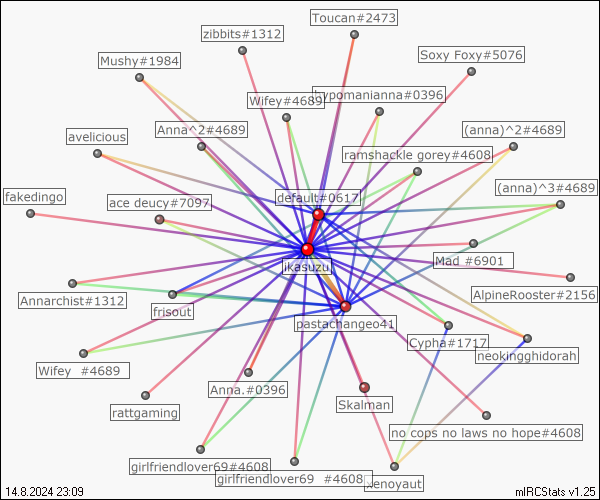 Toucan#2473
zibbits#1312
Soxy Foxy#5076
Mushy#1984
Wifey#4689
hypomanianna#0396
Anna^2#4689
(anna)^2#4689
avelicious
ramshackle gorey#4608
default#0617
(anna)^3#4689
fakedingo
ace deucy#7097
ikasuzu
Mad_#6901
Annarchist#1312
frisout
AlpineRooster#2156
pastachangeo41
Cypha#1717
neokingghidorah
Wifey  #4689
Anna.#0396
Skalman
rattgaming
no cops no laws no hope#4608
girlfriendlover69#4608
girlfriendlover69  #4608
xenoyaut
14.8.2024 23:09
mIRCStats v1.25